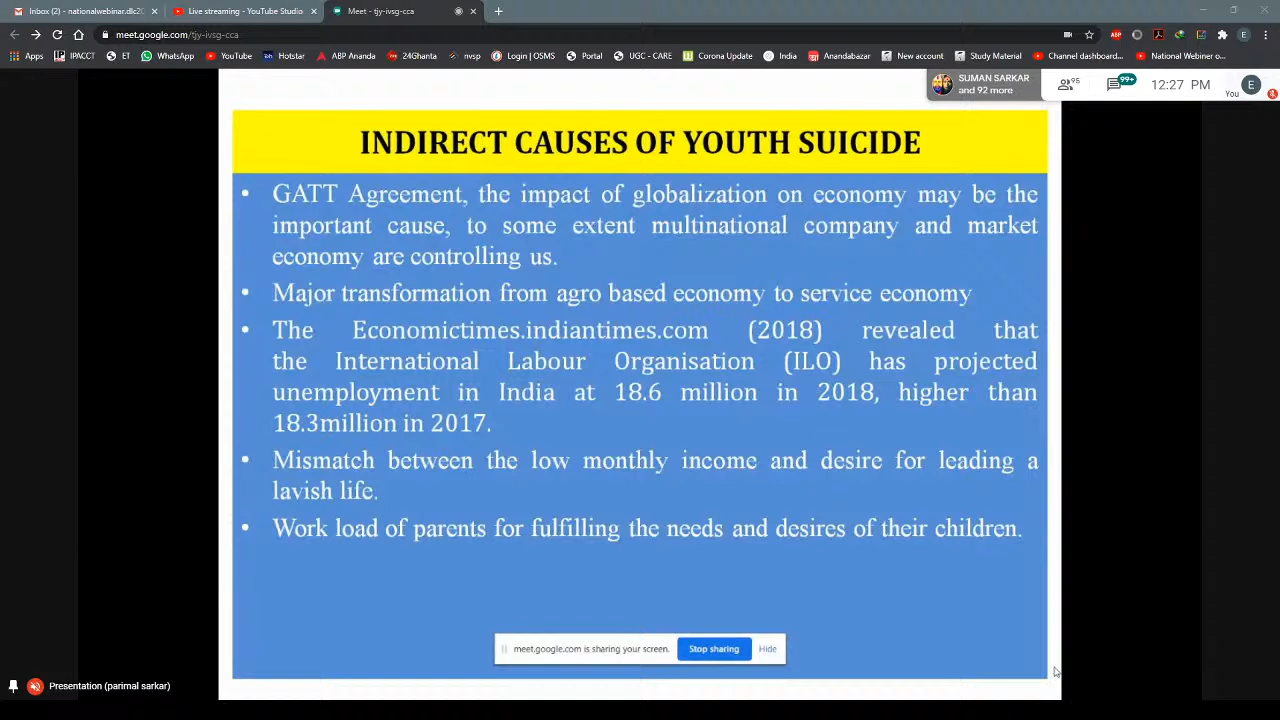 Inbox (2) - nationalwebinar.dlc20
Live streaming - YouTube Studio
Meet - tjy-ivsg-cca
meet.google.com/tjy-ivsg-cca
Apps IPACCT ET WhatsApp YouTube Hotstar ABP Ananda 24Ghanta nvsp Login | OSMS Portal UGC - CARE Corona Update India Anandabazar New account Study Material Channel dashboard... National Webinar o...
SUMAN SARKAR
and 92 more
95
99+
12:27 PM
You
E
INDIRECT CAUSES OF YOUTH SUICIDE
• GATT Agreement, the impact of globalization on economy may be the
important cause, to some extent multinational company and market
economy are controlling us.
• Major transformation from agro based economy to service economy
• The Economictimes.indiantimes.com (2018) revealed that
the International Labour Organisation (ILO) has projected
unemployment in India at 18.6 million in 2018, higher than
18.3million in 2017.
• Mismatch between the low monthly income and desire for leading a
lavish life.
• Work load of parents for fulfilling the needs and desires of their children.
meet.google.com is sharing your screen. Stop sharing Hide
Presentation (parimal sarkar)